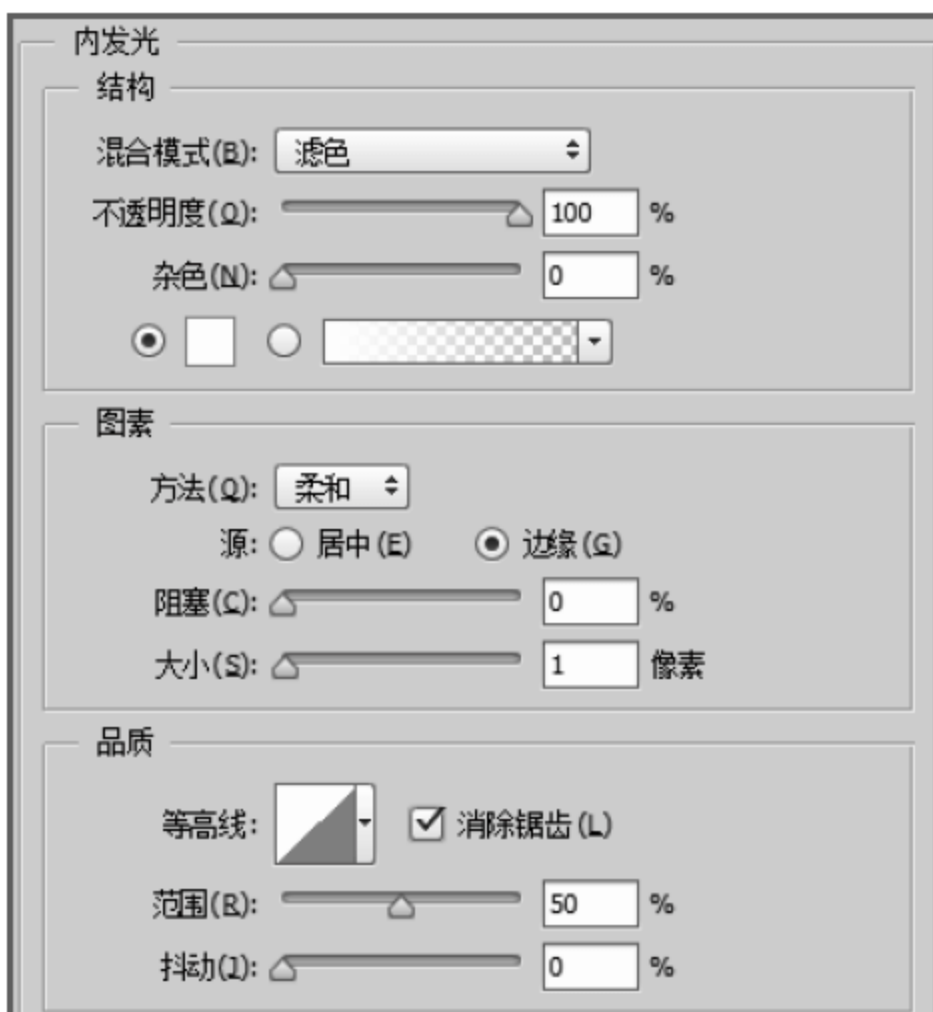 内发光
结构
混合模式(B): 滤色
不透明度(O): 100 %
杂色(N): 0 %
图素
方法(Q): 柔和
源: 居中(E) 边缘(G)
阻塞(C): 0 %
大小(S): 1 像素
品质
等高线: 消除锯齿(L)
范围(R): 50 %
抖动(J): 0 %